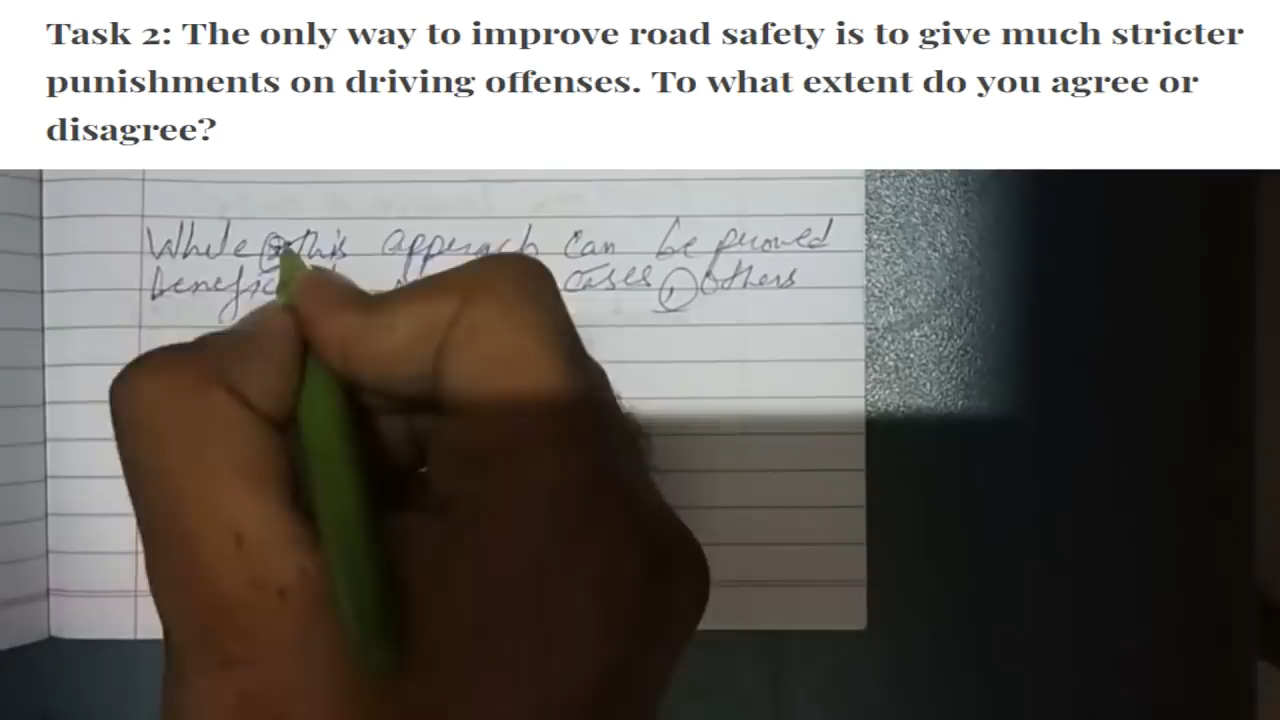 Task 2: The only way to improve road safety is to give much stricter
punishments on driving offenses. To what extent do you agree or
disagree?
While this approach can be proved
cases, others